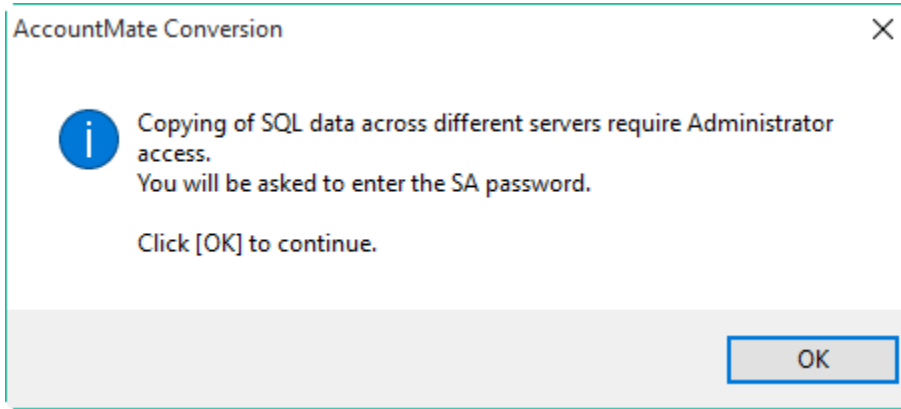 AccountMate Conversion
Copying of SQL data across different servers require Administrator
access.
You will be asked to enter the SA password.
Click [OK] to continue.
OK